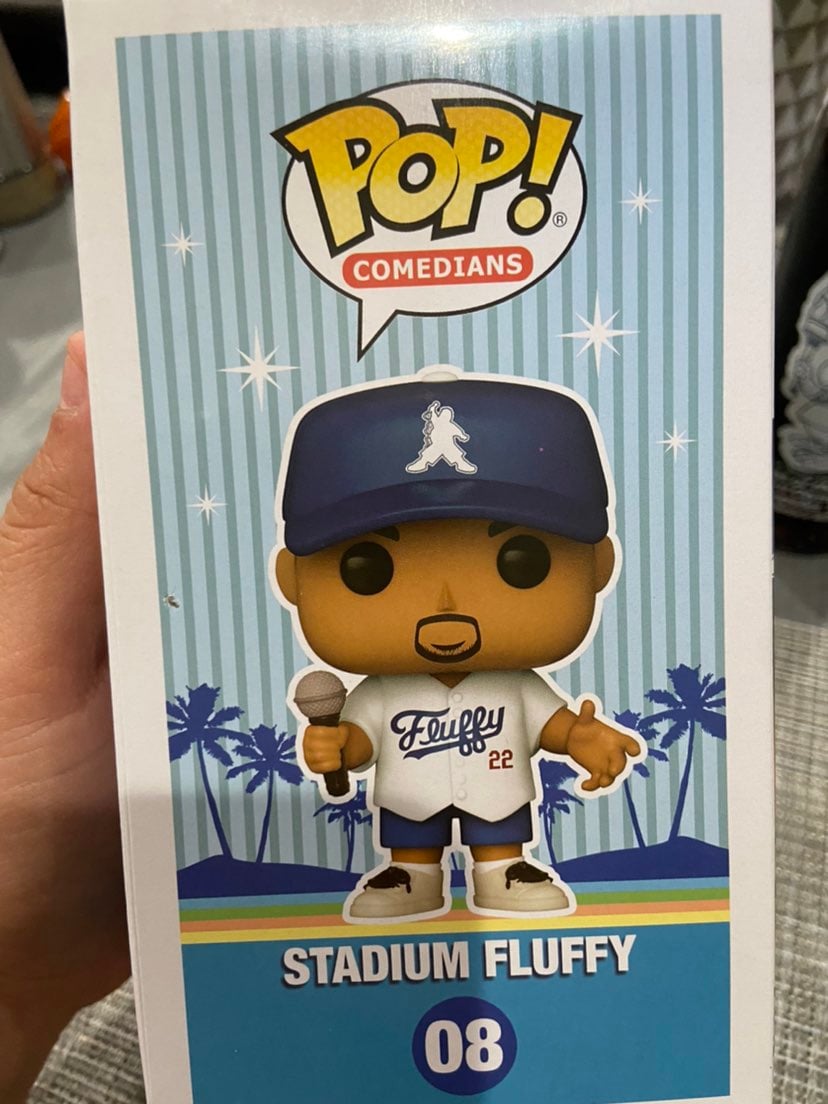 POP!®
COMEDIANS
Fluffy
22
STADIUM FLUFFY
08